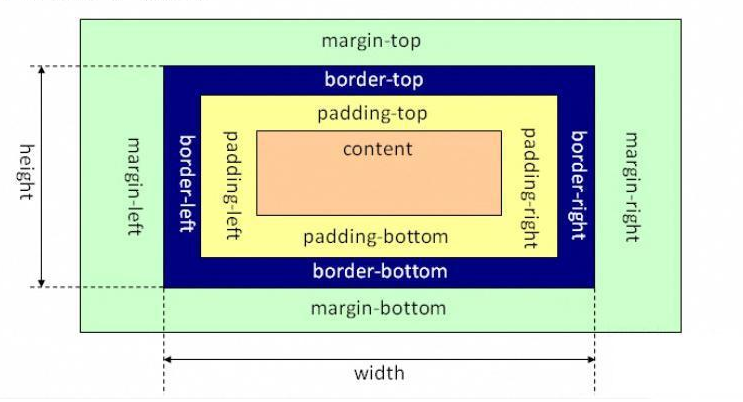 margin-top
border-top
padding-top
content
height
margin-left
border-left
padding-left
padding-right
border-right
margin-right
padding-bottom
border-bottom
margin-bottom
width